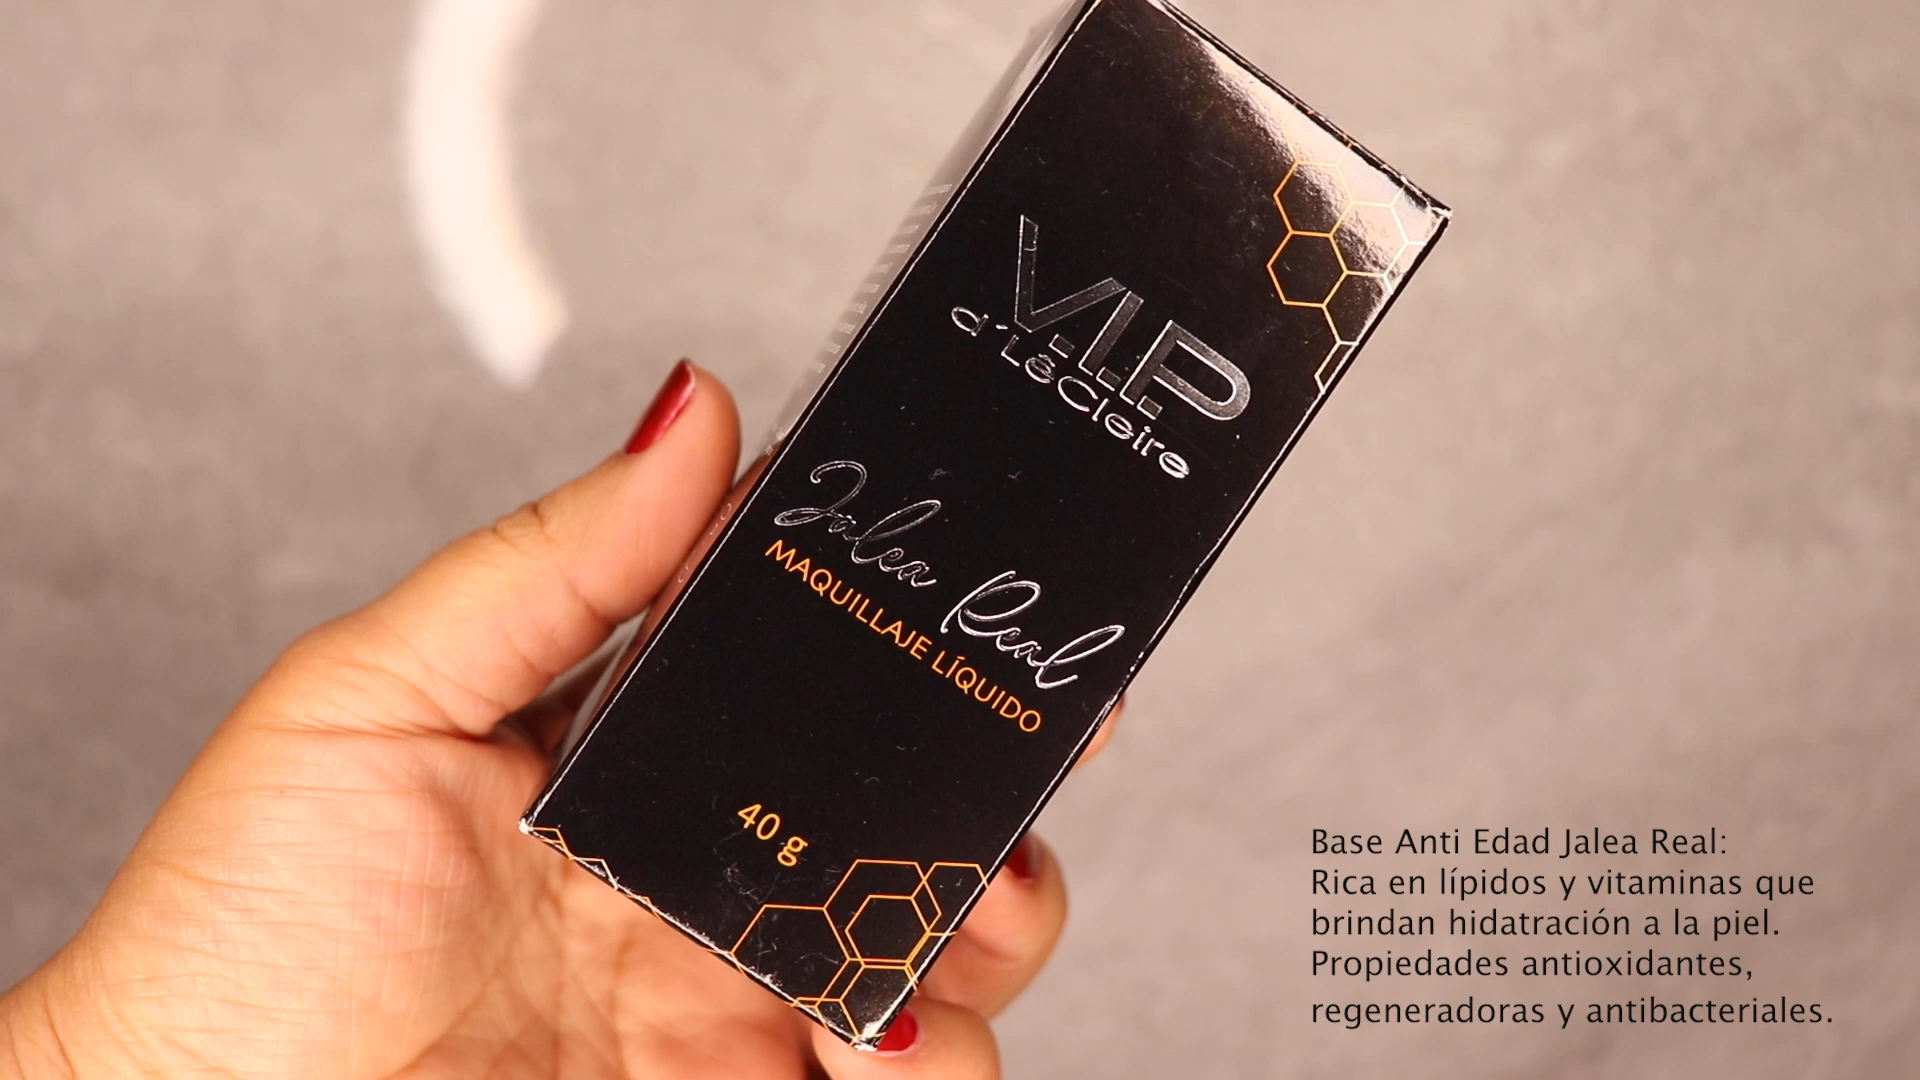 V.I.P.
d'LêCleire
Jalea Real
MAQUILLAJE LÍQUIDO
40 g
Base Anti Edad Jalea Real:
Rica en lípidos y vitaminas que
brindan hidatración a la piel.
Propiedades antioxidantes,
regeneradoras y antibacteriales.